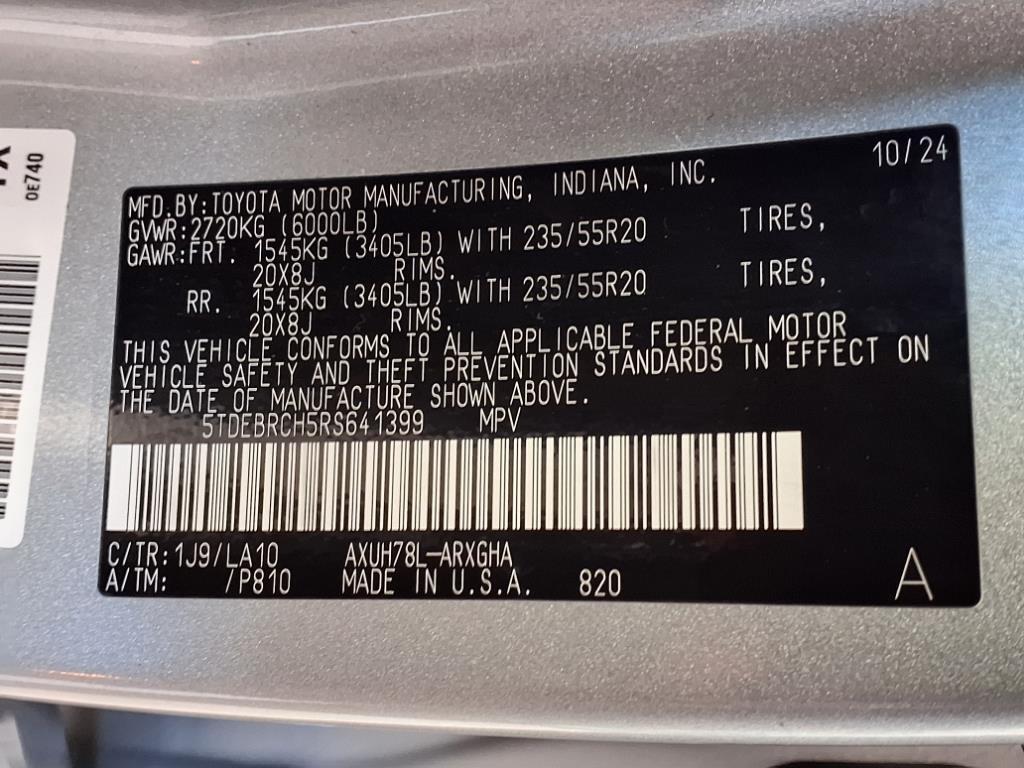 0E740
10/24
MFD.BY:TOYOTA MOTOR MANUFACTURING, INDIANA, INC.
GVWR:2720KG (6000LB)
GAWR:FRT. 1545KG (3405LB) WITH 235/55R20 TIRES,
20X8J RIMS.
RR. 1545KG (3405LB) WITH 235/55R20 TIRES,
20X8J RIMS.
THIS VEHICLE CONFORMS TO ALL APPLICABLE FEDERAL MOTOR
VEHICLE SAFETY AND THEFT PREVENTION STANDARDS IN EFFECT ON
THE DATE OF MANUFACTURE SHOWN ABOVE.
5TDEBRCH5RS641399 MPV
C/TR:1J9/LA10 AXUH78L-ARXGHA
A/TM: /P810 MADE IN U.S.A. 820 A